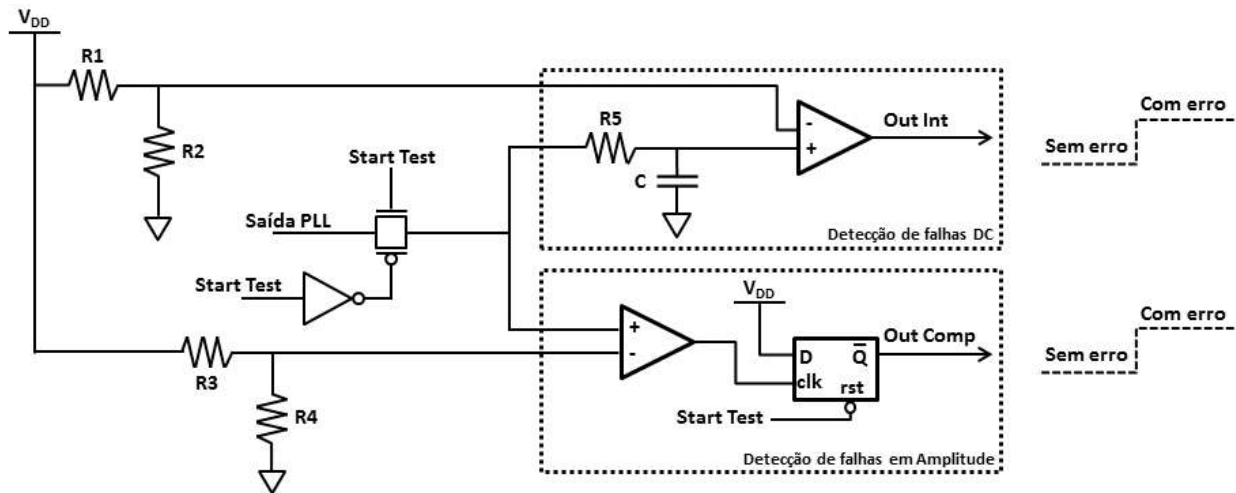 VDD
R1
R2
Start Test
Saída PLL
Start Test
R3
R4
R5
C
-
+
Out Int
Detecção de falhas DC
Sem erro
Com erro
+
-
VDD
D
Q̅
clk
rst
Start Test
Out Comp
Detecção de falhas em Amplitude
Sem erro
Com erro